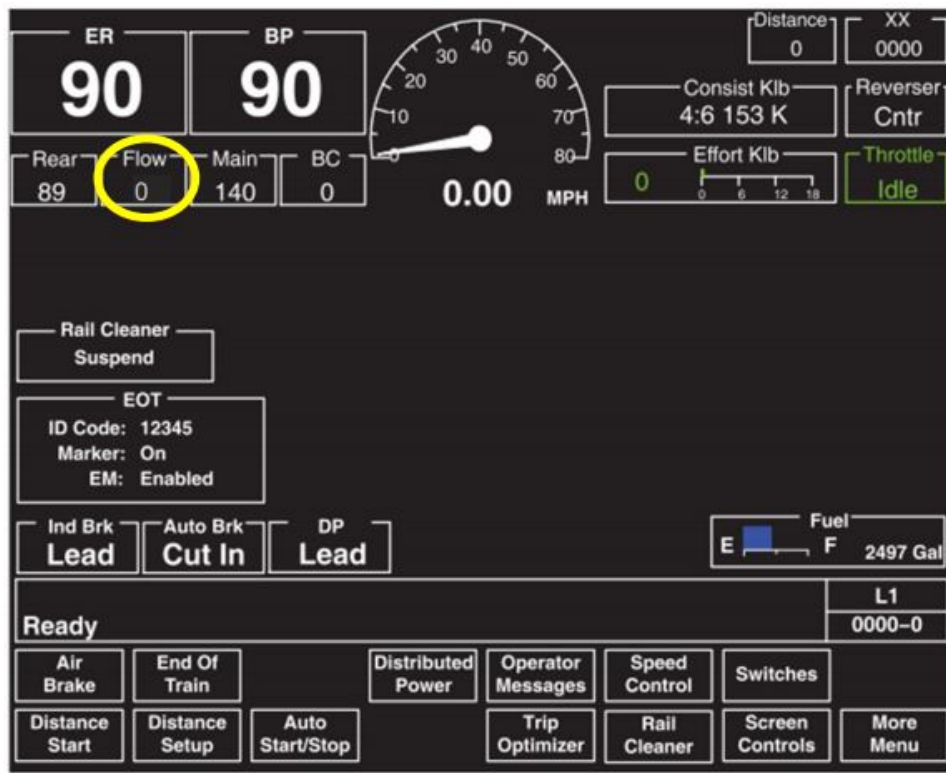 ER
90
BP
90
0
10
20
30
40
50
60
70
80
0.00 MPH
Distance
0
XX
0000
Consist Klb
4:6 153 K
Reverser
Cntr
Rear
89
Flow
0
Main
140
BC
0
Effort Klb
0
0 6 12 18
Throttle
Idle
Rail Cleaner
Suspend
EOT
ID Code: 12345
Marker: On
EM: Enabled
Ind Brk
Lead
Auto Brk
Cut In
DP
Lead
Fuel
E F 2497 Gal
Ready
L1
0000-0
Air
Brake
End Of
Train
Distributed
Power
Operator
Messages
Speed
Control
Switches
Distance
Start
Distance
Setup
Auto
Start/Stop
Trip
Optimizer
Rail
Cleaner
Screen
Controls
More
Menu